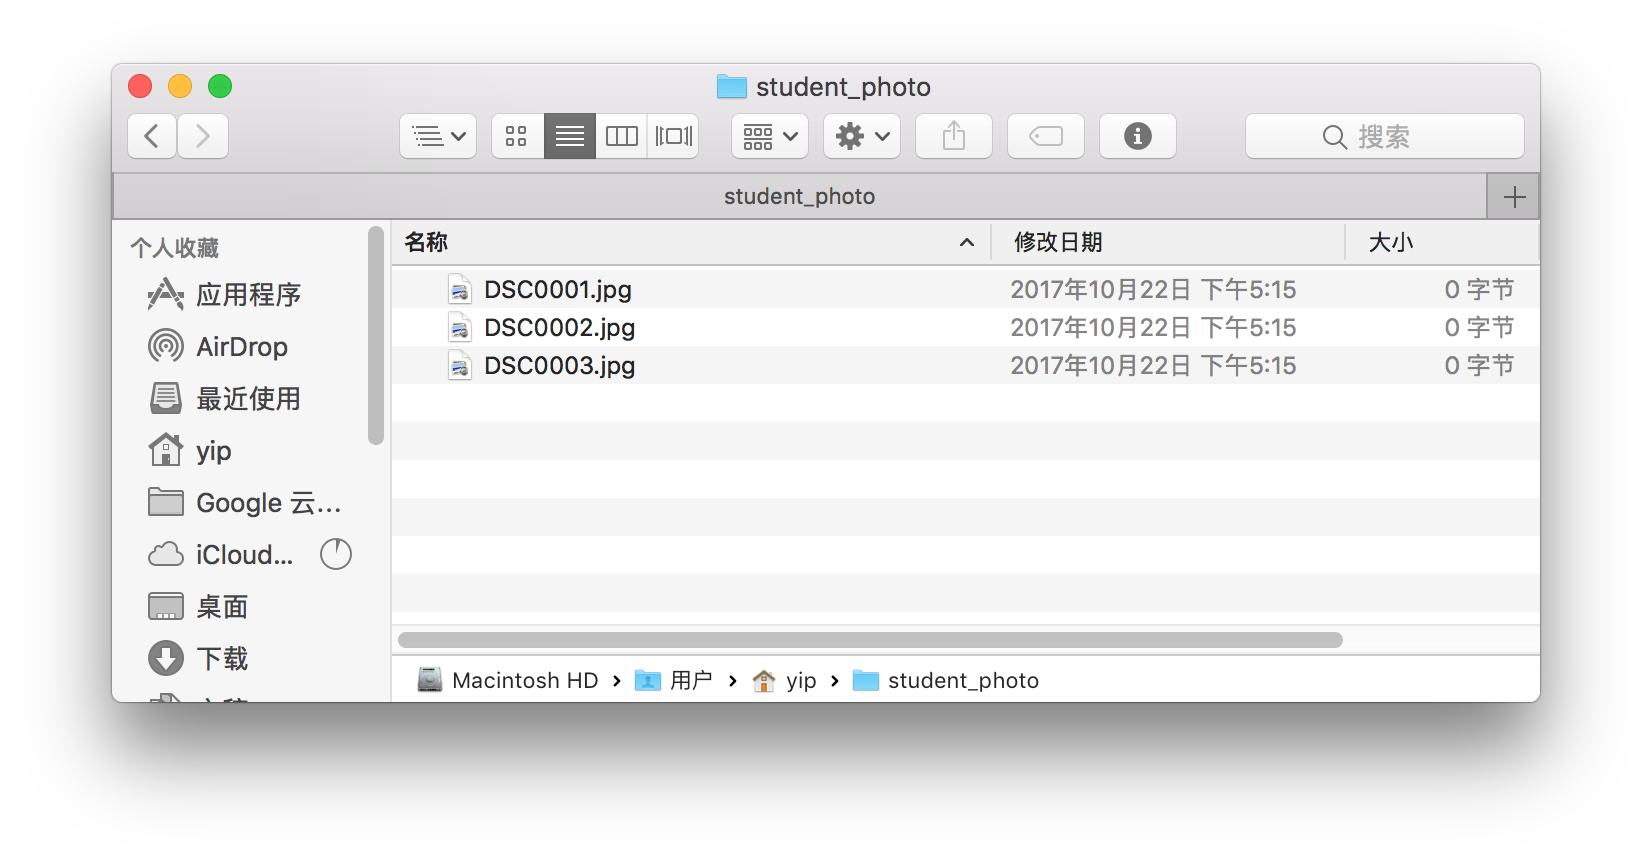 student_photo
搜索
student_photo
个人收藏
应用程序
AirDrop
最近使用
yip
Google 云...
iCloud...
桌面
下载
名称 修改日期 大小
DSC0001.jpg 2017年10月22日 下午5:15 0 字节
DSC0002.jpg 2017年10月22日 下午5:15 0 字节
DSC0003.jpg 2017年10月22日 下午5:15 0 字节
Macintosh HD › 用户 › yip › student_photo